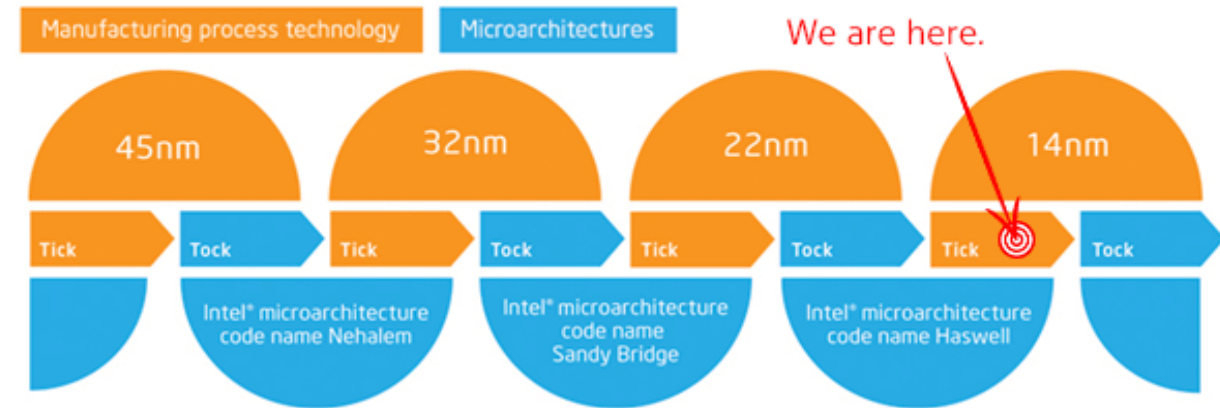 Manufacturing process technology
Microarchitectures
We are here.
45nm
32nm
22nm
14nm
Tick
Tock
Tick
Tock
Tick
Tock
Tick
Tock
Intel® microarchitecture
code name Nehalem
Intel® microarchitecture
code name
Sandy Bridge
Intel® microarchitecture
code name Haswell